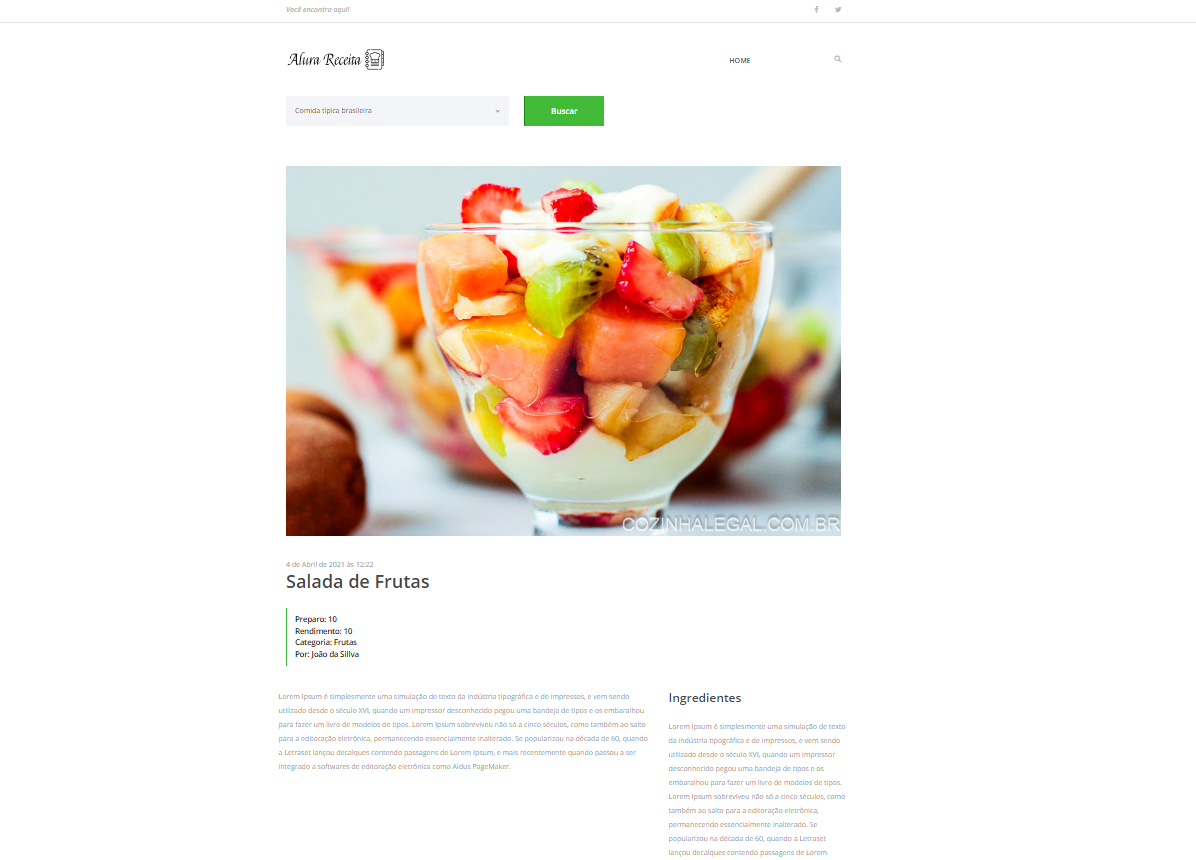 Você encontra aqui!
Alura Receita
HOME
Comida típica brasileira
Buscar
COZINHALEGAL.COM.BR
4 de Abril de 2021 às 12:22
Salada de Frutas
Preparo: 10
Rendimento: 10
Categoria: Frutas
Por: João da Sillva
Lorem Ipsum é simplesmente uma simulação de texto da indústria tipográfica e de impressos, e vem sendo
utilizado desde o século XVI, quando um impressor desconhecido pegou uma bandeja de tipos e os embaralhou
para fazer um livro de modelos de tipos. Lorem Ipsum sobreviveu não só a cinco séculos, como também ao salto
para a editoração eletrônica, permanecendo essencialmente inalterado. Se popularizou na década de 60, quando
a Letraset lançou decalques contendo passagens de Lorem Ipsum, e mais recentemente quando passou a ser
integrado a softwares de editoração eletrônica como Aldus PageMaker.
Ingredientes
Lorem Ipsum é simplesmente uma simulação de texto
da indústria tipográfica e de impressos, e vem sendo
utilizado desde o século XVI, quando um impressor
desconhecido pegou uma bandeja de tipos e os
embaralhou para fazer um livro de modelos de tipos.
Lorem Ipsum sobreviveu não só a cinco séculos, como
também ao salto para a editoração eletrônica,
permanecendo essencialmente inalterado. Se
popularizou na década de 60, quando a Letraset
lançou decalques contendo passagens de Lorem